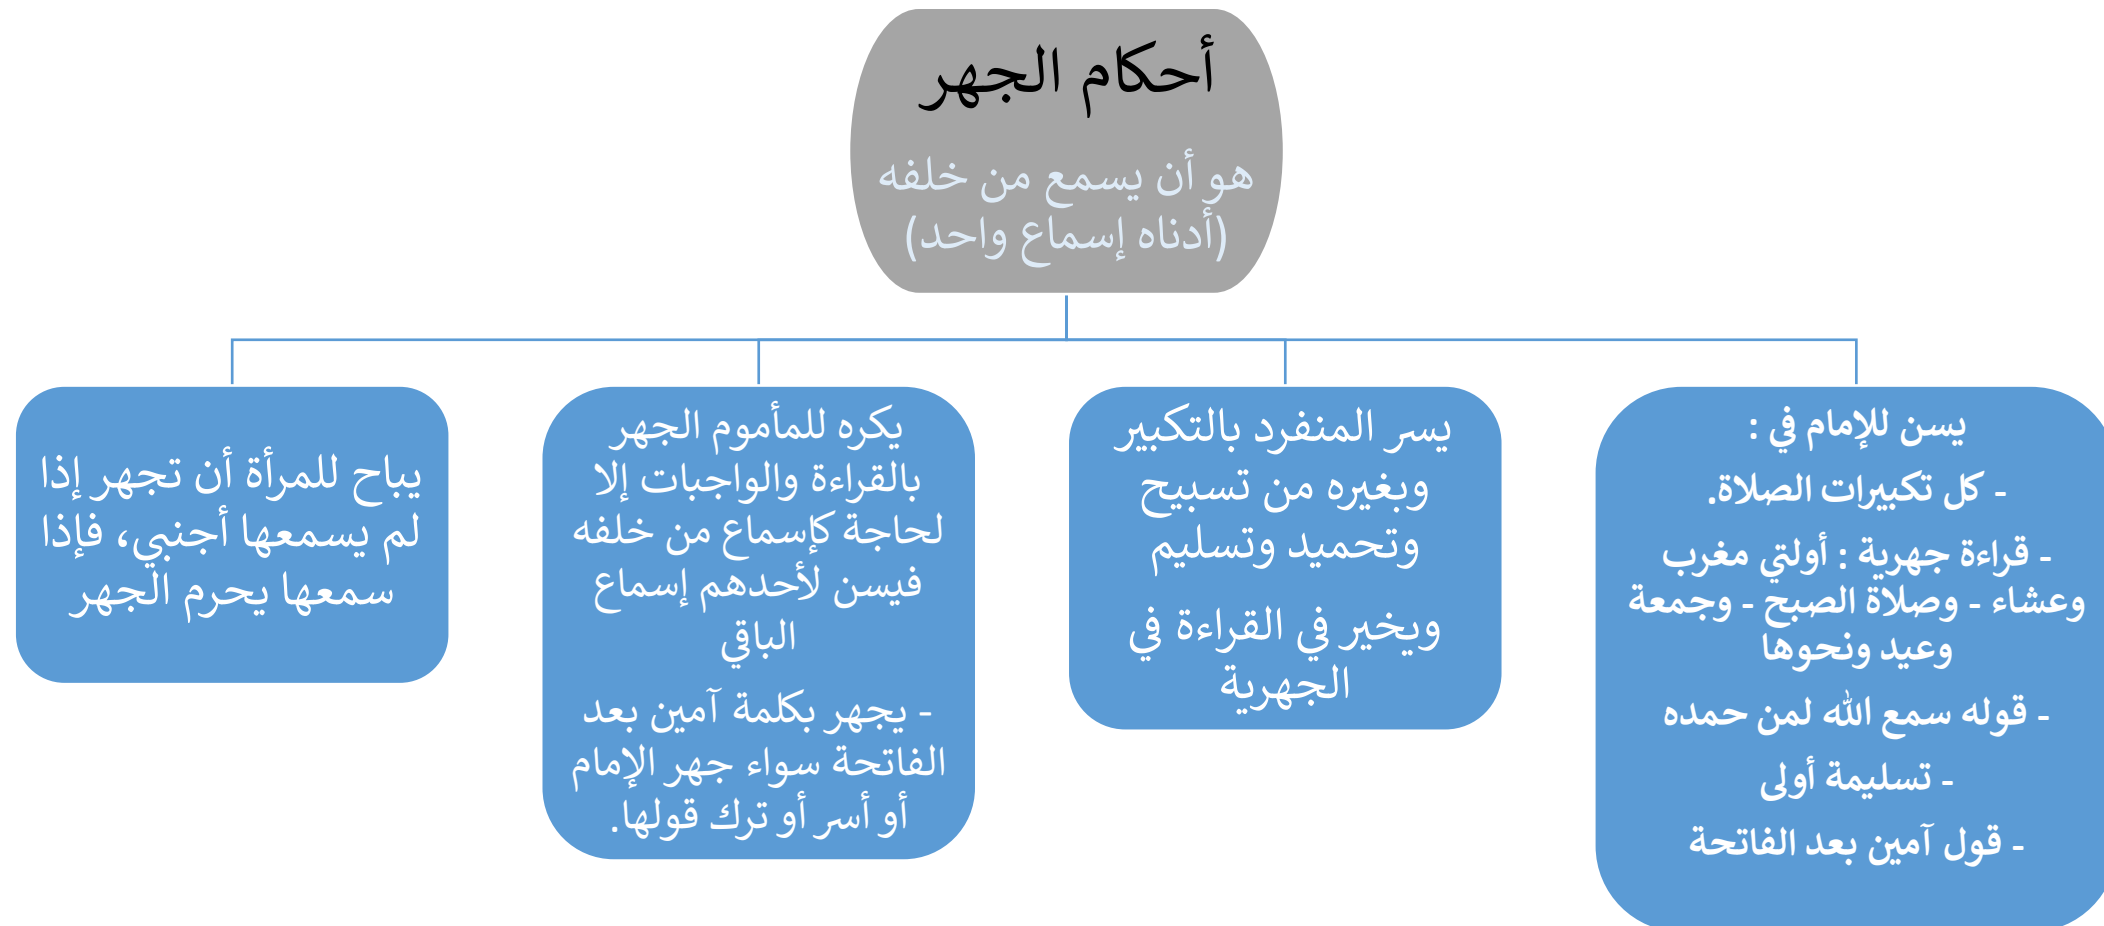 أحكام الجهر
هو أن يسمع من خلفه
(أدناه إسماع واحد)
يسن للإمام في :
- كل تكبيرات الصلاة.
- قراءة جهرية : أولتي مغرب
وعشاء - وصلاة الصبح - وجمعة
وعيد ونحوها
- قوله سمع الله لمن حمده
- تسليمة أولى
- قول آمين بعد الفاتحة
يسر المنفرد بالتكبير
وبغيره من تسبيح
وتحميد وتسليم
ويخير في القراءة في
الجهرية
يكره للمأموم الجهر
بالقراءة والواجبات إلا
لحاجة كإسماع من خلفه
فيسن لأحدهم إسماع
الباقي
- يجهر بكلمة آمين بعد
الفاتحة سواء جهر الإمام
أو أسر أو ترك قولها.
يباح للمرأة أن تجهر إذا
لم يسمعها أجنبي، فإذا
سمعها يحرم الجهر